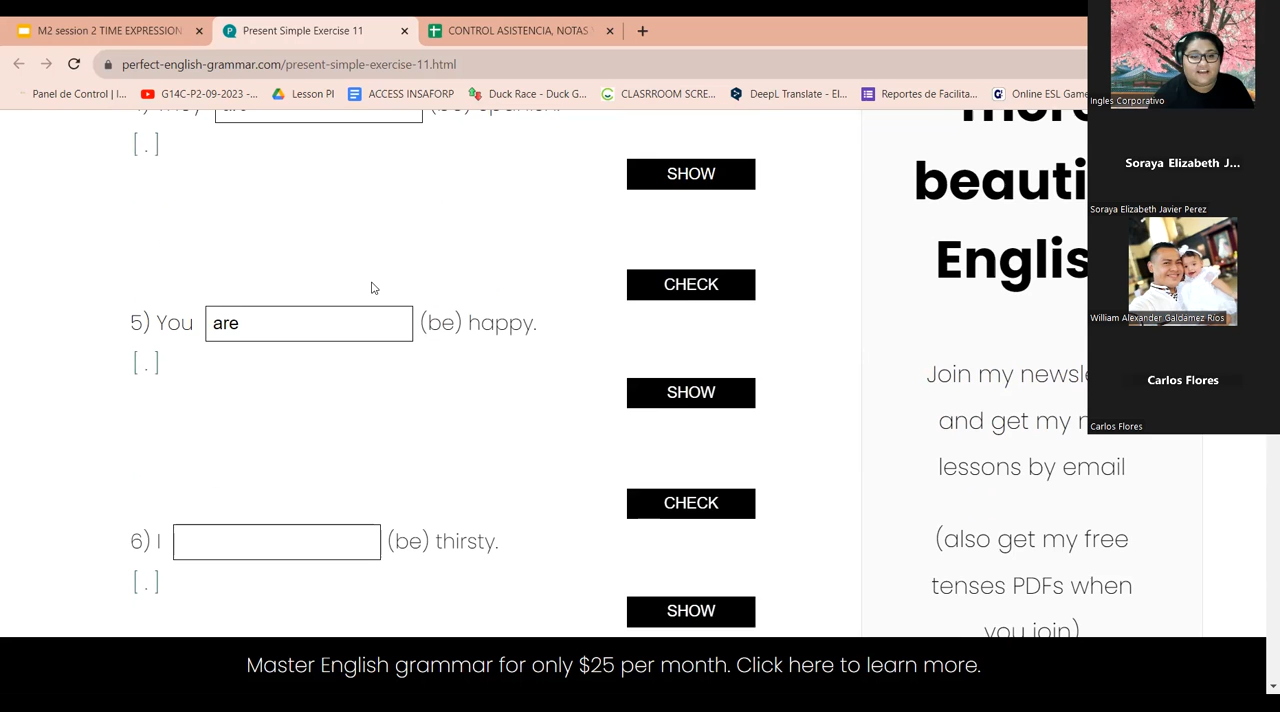 M2 session 2 TIME EXPRESSION
Present Simple Exercise 11
CONTROL ASISTENCIA, NOTAS
perfect-english-grammar.com/present-simple-exercise-11.html
Panel de Control | I...
G14C-P2-09-2023 -...
Lesson Pl
ACCESS DESAFORD
Duck Race - Duck G...
CLASRROOM SCRE...
DeepL Translate - El...
Reportes de Facilita...
Online ESL Game
[ . ]
SHOW
CHECK
5) You are (be) happy.
[ . ]
SHOW
CHECK
6) I (be) thirsty.
[ . ]
SHOW
beauti
Englis
Join my newsle
and get my
lessons by email
(also get my free
tenses PDFs when
you join)
Master English grammar for only $25 per month. Click here to learn more.
Ingles Corporativo
Soraya Elizabeth J...
Soraya Elizabeth Javier Perez
William Alexander Galdamez Rios
Carlos Flores
Carlos Flores